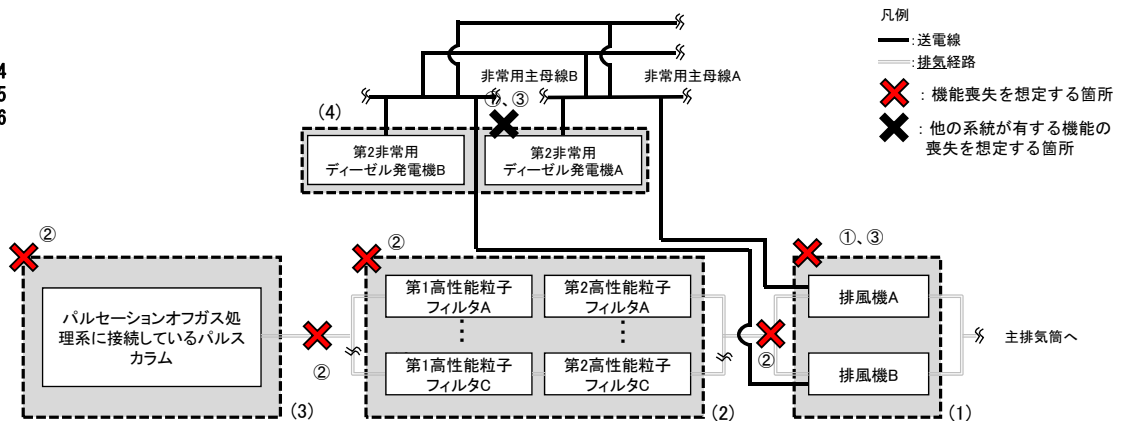 4
5
6
凡例
:送電線
:排気経路
:機能喪失を想定する箇所
:他の系統が有する機能の
喪失を想定する箇所
非常用主母線B
非常用主母線A
①、③
(4)
第2非常用
ディーゼル発電機B
第2非常用
ディーゼル発電機A
②
②
①、③
パルセーションオフガス処
理系に接続しているパルス
カラム
②
(3)
第1高性能粒子
フィルタA
第2高性能粒子
フィルタA
⋮
⋮
第1高性能粒子
フィルタC
第2高性能粒子
フィルタC
(2)
②
排風機A
排風機B
(1)
主排気筒へ